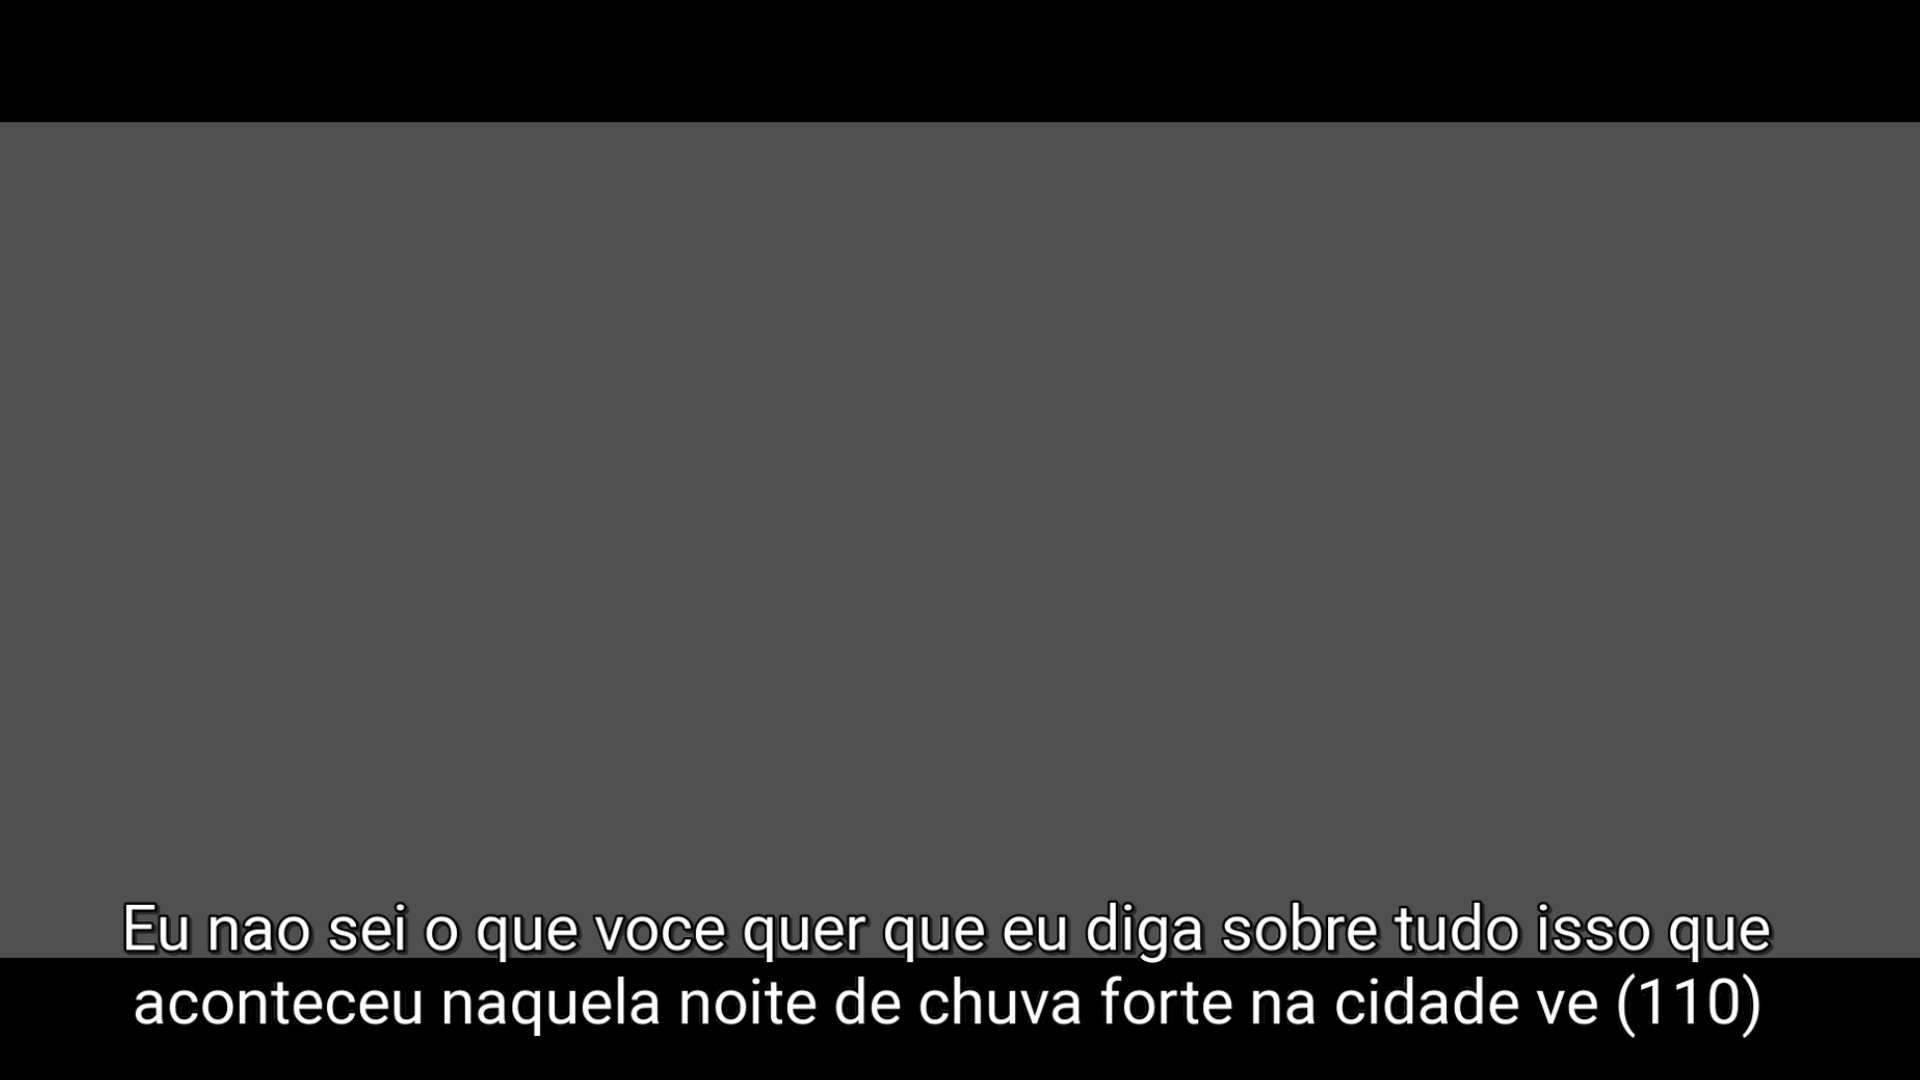 Eu nao sei o que voce quer que eu diga sobre tudo isso que
aconteceu naquela noite de chuva forte na cidade ve (110)